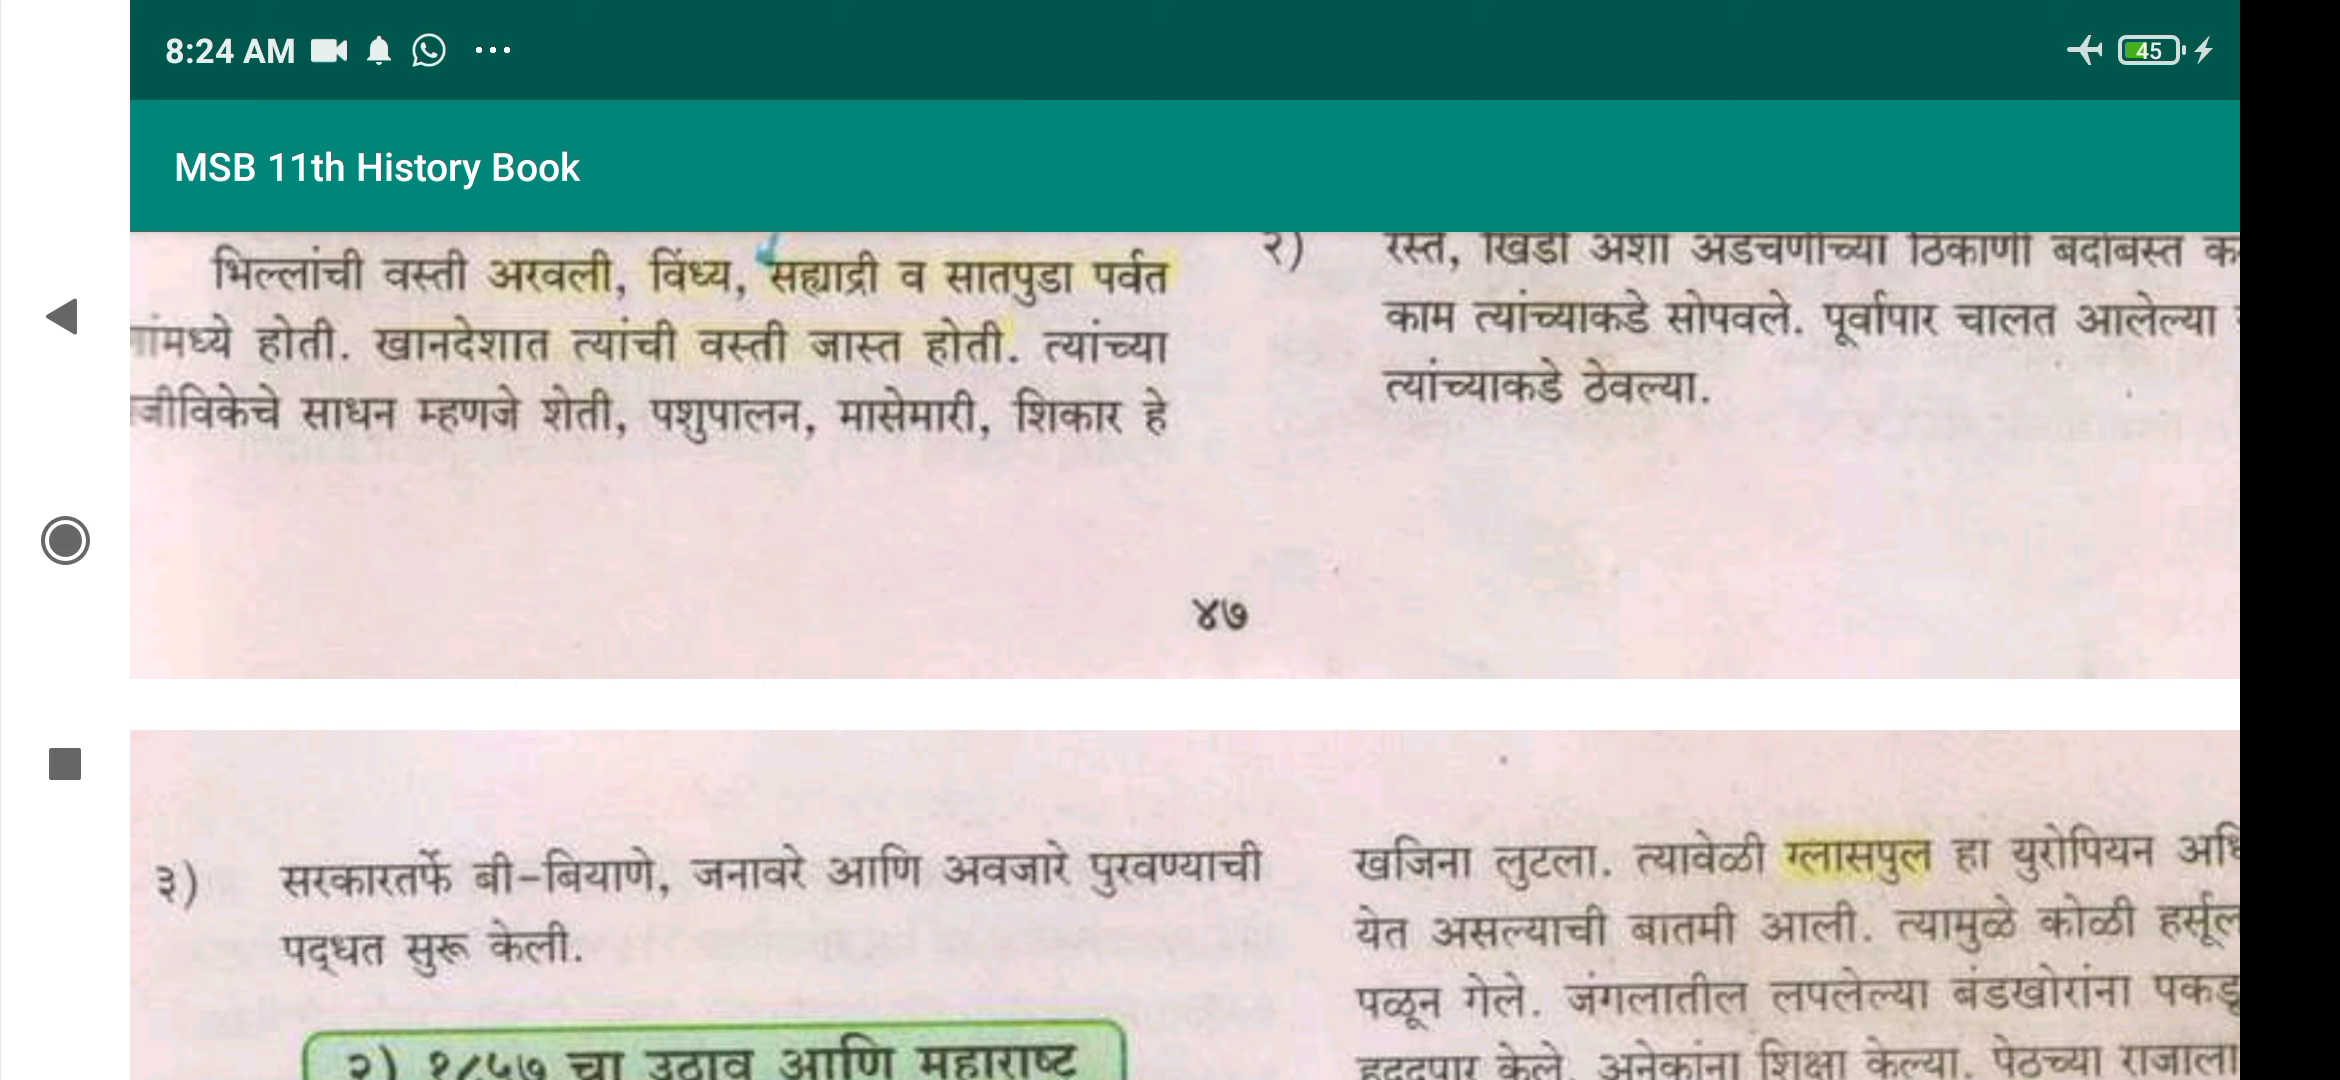 8:24 AM
45
MSB 11th History Book
भिल्लांची वस्ती अरवली, विंध्य, सह्याद्री व सातपुडा पर्वत
होती. खानदेशात त्यांची वस्ती जास्त होती. त्यांच्या
साधन म्हणजे शेती, पशुपालन, मासेमारी, शिकार हे
२) रस्ते, खिंडी अशा अडचणीच्या ठिकाणी बंदोबस्त
काम त्यांच्याकडे सोपवले. पूर्वापार चालत आलेल्या
त्यांच्याकडे ठेवल्या.
४७
३) सरकारतर्फे बी-बियाणे, जनावरे आणि अवजारे पुरवण्याची
पद्धत सुरू केली.
२) १८५७ चा उठाव आणि महाराष्ट्र
खजिना लुटला. त्यावेळी ग्लासपुल हा युरोपियन
येत असल्याची बातमी आली. त्यामुळे कोळी हर्सूल
पळून गेले. जंगलातील लपलेल्या बंडखोरांना
हद्दपार केले. अनेकांना शिक्षा केल्या. पेठच्या राजाला